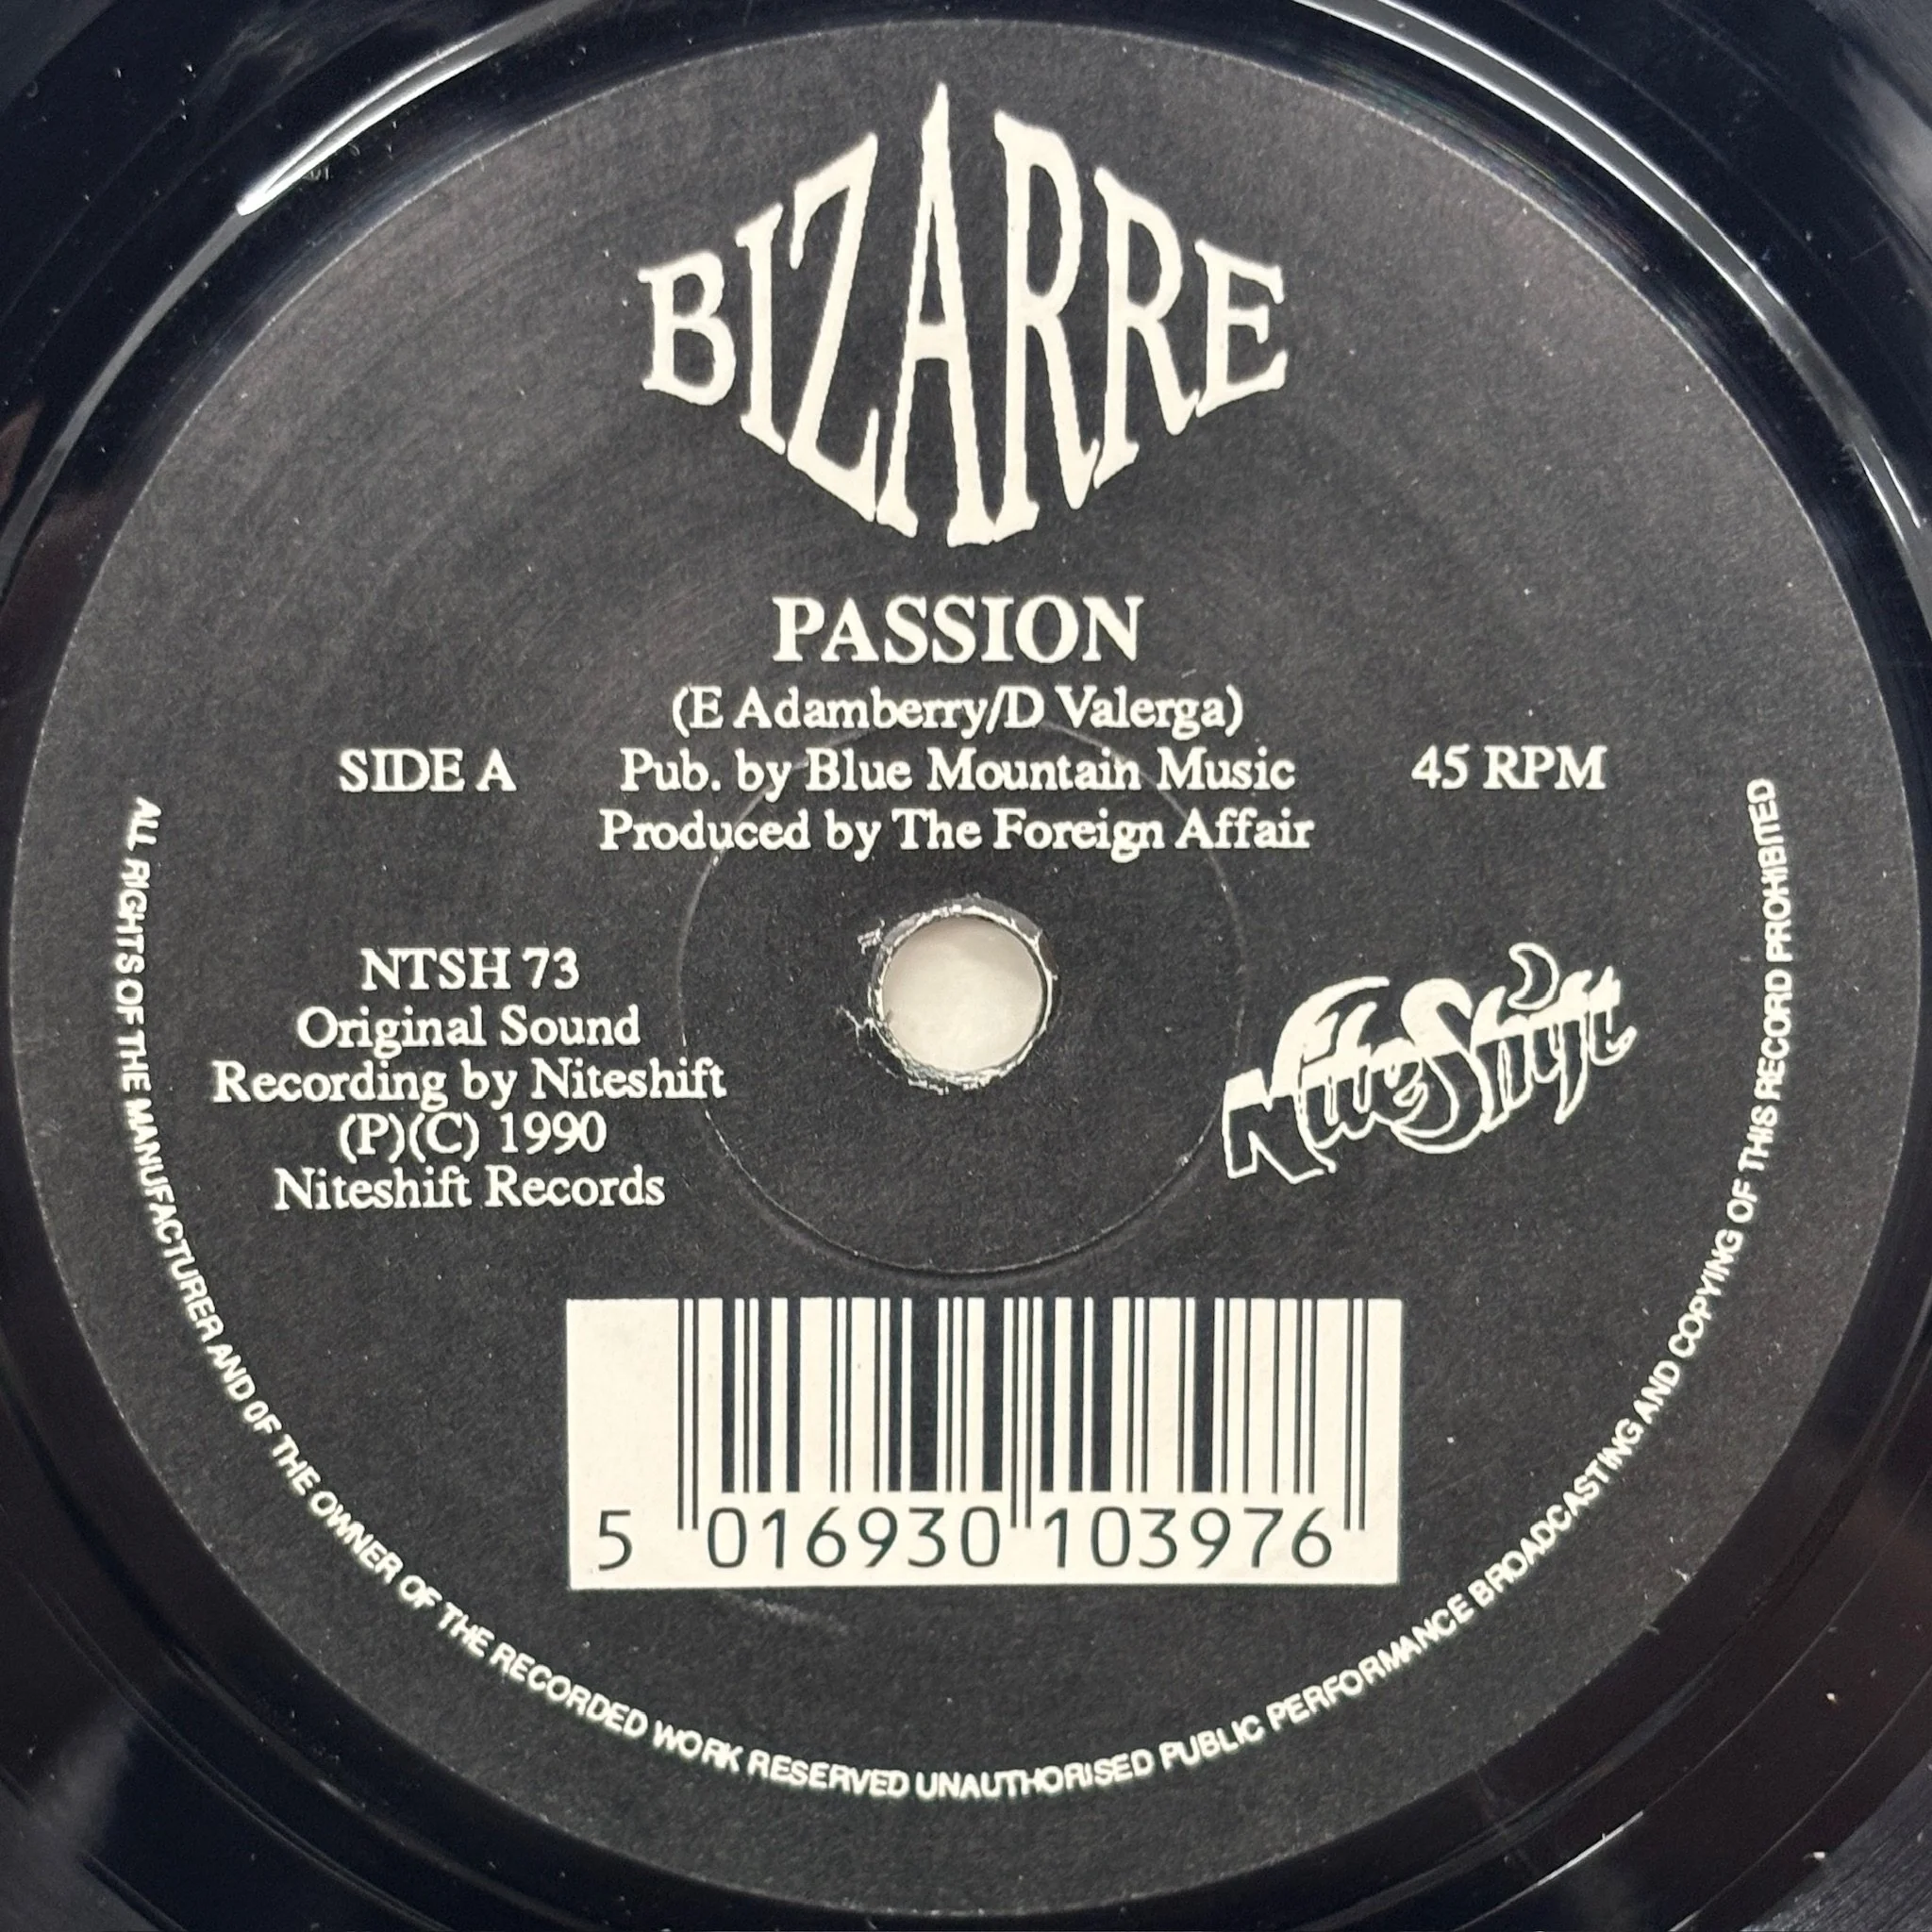 BIZARRE
PASSION
(E Adamberry/D Valerga)
SIDE A
Pub. by Blue Mountain Music
45 RPM
Produced by The Foreign Affair
NTSH 73
Original Sound
Recording by Niteshift
(P)(C) 1990
Niteshift Records
NiteShift
5 016930 103976
ALL RIGHTS OF THE MANUFACTURER AND OF THE OWNER OF THE RECORDED WORK RESERVED UNAUTHORISED PUBLIC PERFORMANCE BROADCASTING AND COPYING OF THIS RECORD PROHIBITED